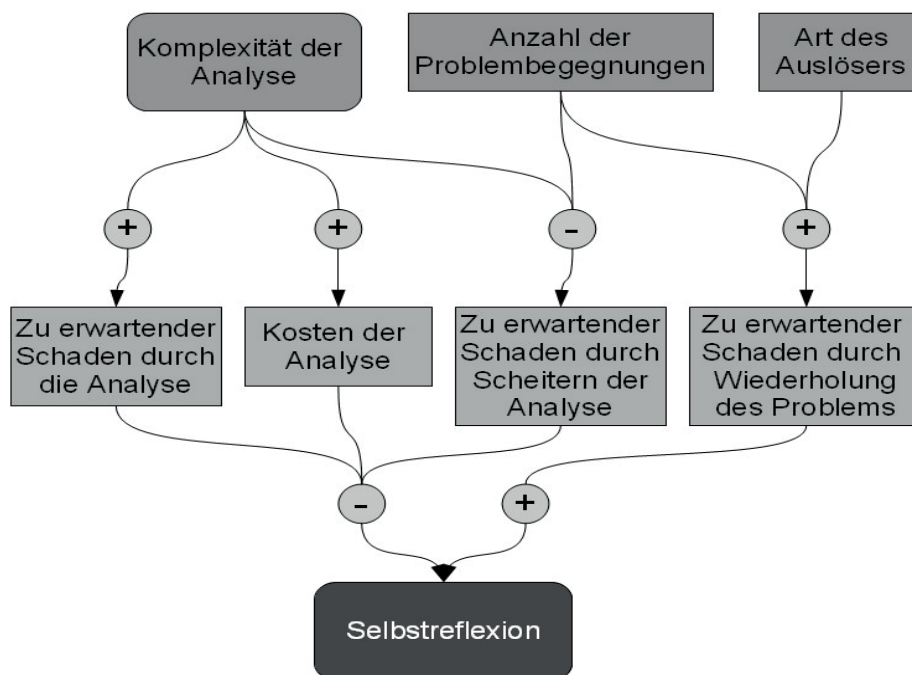 Komplexität der
Analyse
Anzahl der
Problembegegnungen
Art des
Auslösers
+
+
-
+
Zu erwartender
Schaden durch
die Analyse
Kosten der
Analyse
Zu erwartender
Schaden durch
Scheitern der
Analyse
Zu erwartender
Schaden durch
Wiederholung
des Problems
-
+
Selbstreflexion